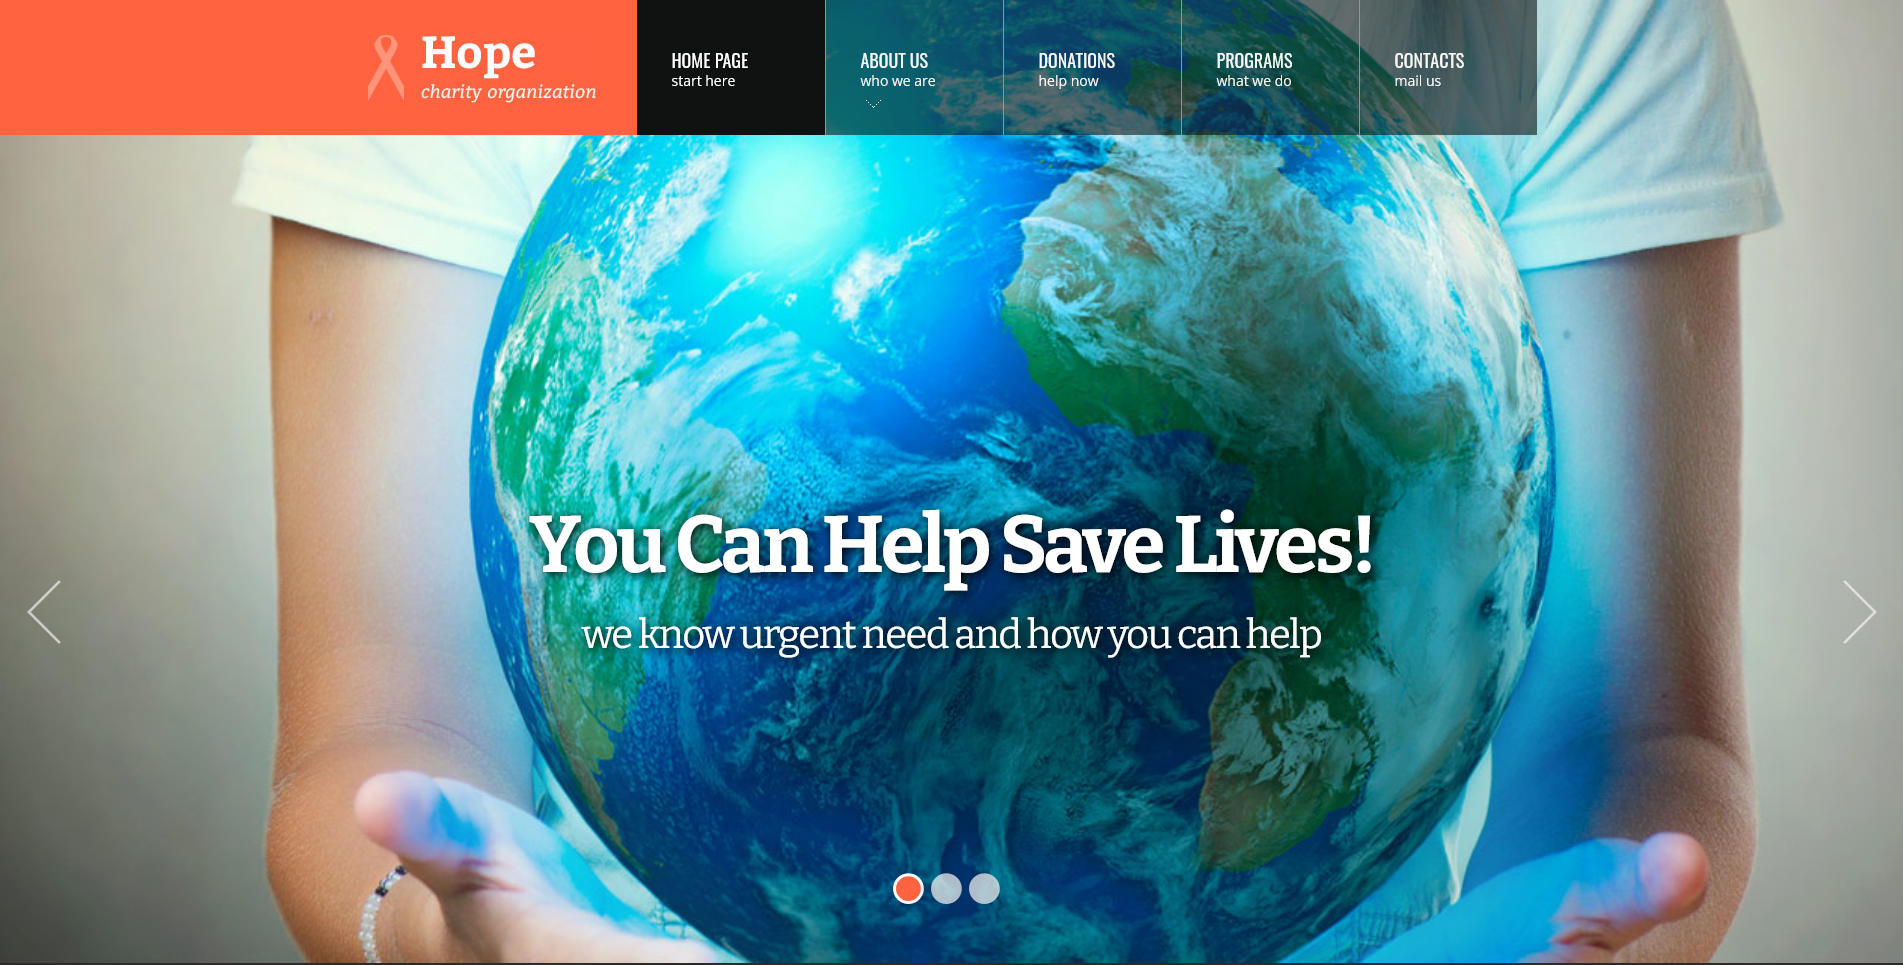 Hope
charity organization
HOME PAGE
start here
ABOUT US
who we are
DONATIONS
help now
PROGRAMS
what we do
CONTACTS
mail us
You Can Help Save Lives!
we know urgent need and how you can help